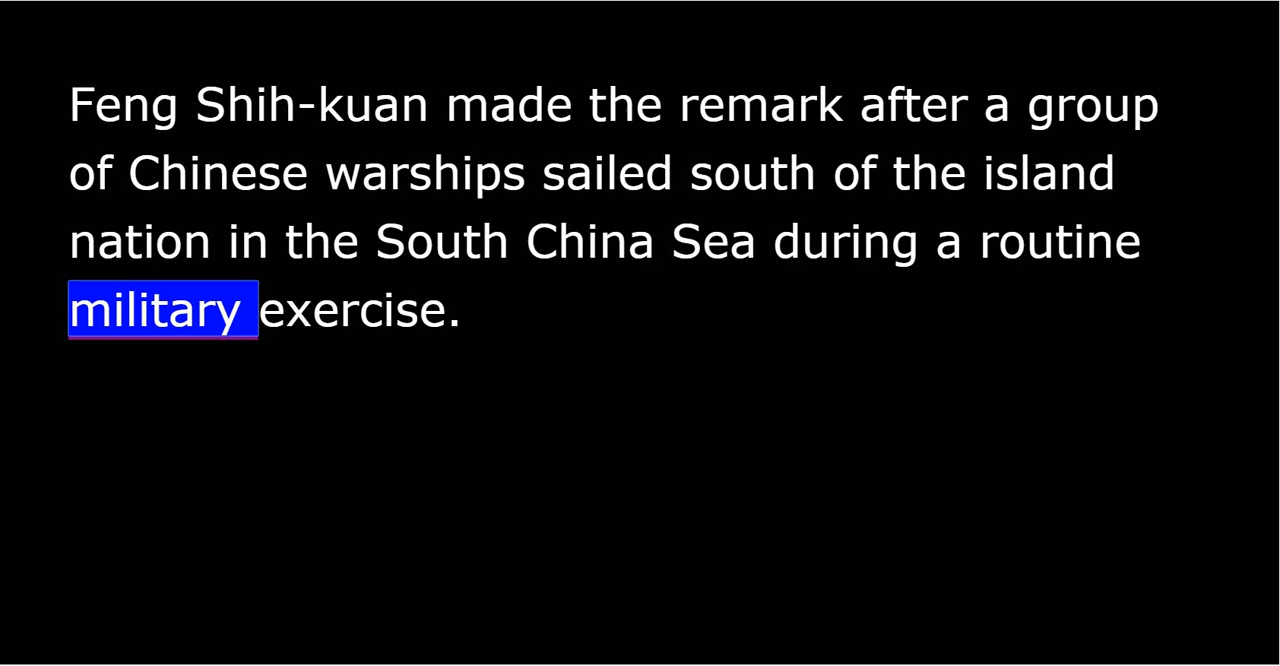 Feng Shih-kuan made the remark after a group
of Chinese warships sailed south of the island
nation in the South China Sea during a routine
military exercise.